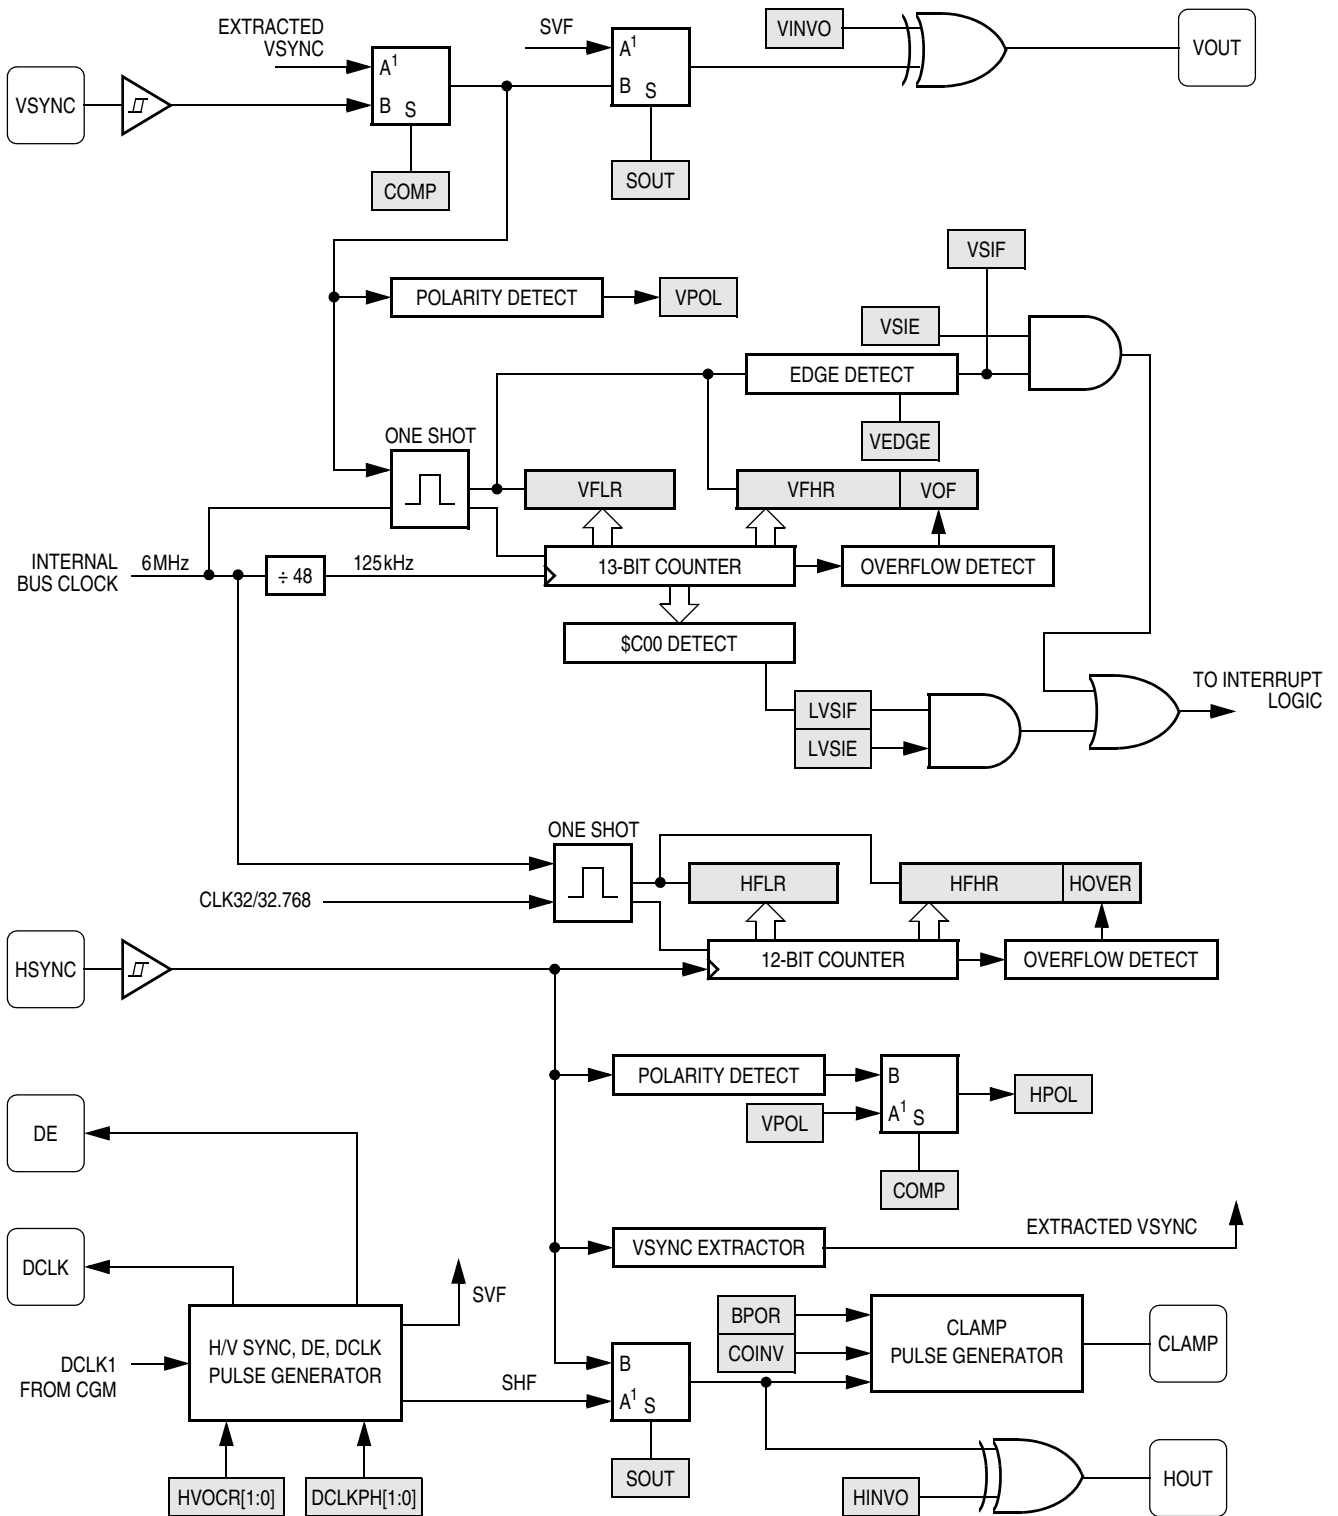 EXTRACTED
VSYNC
SVF
VINVO
VOUT
VSYNC
A¹
B S
A¹
B S
COMP
SOUT
VSIF
POLARITY DETECT
VPOL
VSIE
EDGE DETECT
VEDGE
ONE SHOT
VFLR
VFHR
VOF
INTERNAL
BUS CLOCK
6MHz
÷ 48
125kHz
13-BIT COUNTER
OVERFLOW DETECT
$C00 DETECT
LVSIF
LVSIE
TO INTERRUPT
LOGIC
ONE SHOT
CLK32/32.768
HFLR
HFHR
HOVER
HSYNC
12-BIT COUNTER
OVERFLOW DETECT
POLARITY DETECT
B
A¹ S
VPOL
HPOL
COMP
DE
VSYNC EXTRACTOR
EXTRACTED VSYNC
DCLK
SVF
H/V SYNC, DE, DCLK
PULSE GENERATOR
DCLK1
FROM CGM
SHF
B
A¹ S
BPOR
COINV
CLAMP
PULSE GENERATOR
CLAMP
HVOCR[1:0]
DCLKPH[1:0]
SOUT
HINVO
HOUT